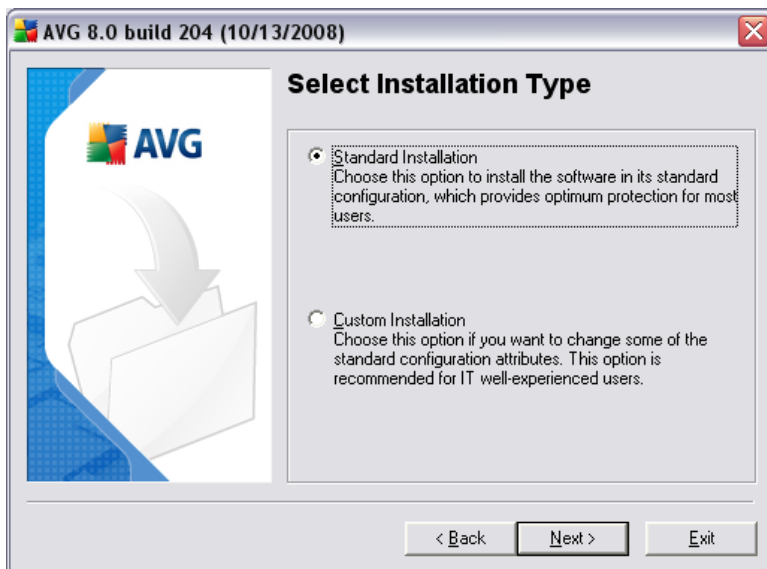 AVG 8.0 build 204 (10/13/2008)
AVG
Select Installation Type
Standard Installation
Choose this option to install the software in its standard
configuration, which provides optimum protection for most
users.
Custom Installation
Choose this option if you want to change some of the
standard configuration attributes. This option is
recommended for IT well-experienced users.
< Back
Next >
Exit